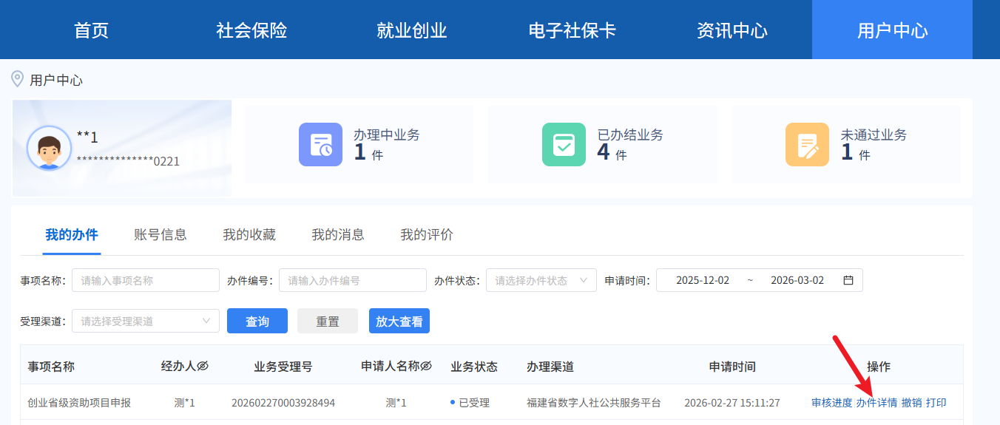 首页 社会保险 就业创业 电子社保卡 资讯中心 用户中心
用户中心
**1
**************0221
办理中业务
1 件
已办结业务
4 件
未通过业务
1 件
我的办件 账号信息 我的收藏 我的消息 我的评价
事项名称： 请输入事项名称 办件编号： 请输入办件编号 办件状态： 请选择办件状态 申请时间： 2025-12-02 ~ 2026-03-02
受理渠道： 请选择受理渠道 查询 重置 放大查看
事项名称 经办人 业务受理号 申请人名称 业务状态 办理渠道 申请时间 操作
创业省级资助项目申报 测*1 202602270003928494 测*1 已受理 福建省数字人社公共服务平台 2026-02-27 15:11:27 审核进度 办件详情 撤销 打印